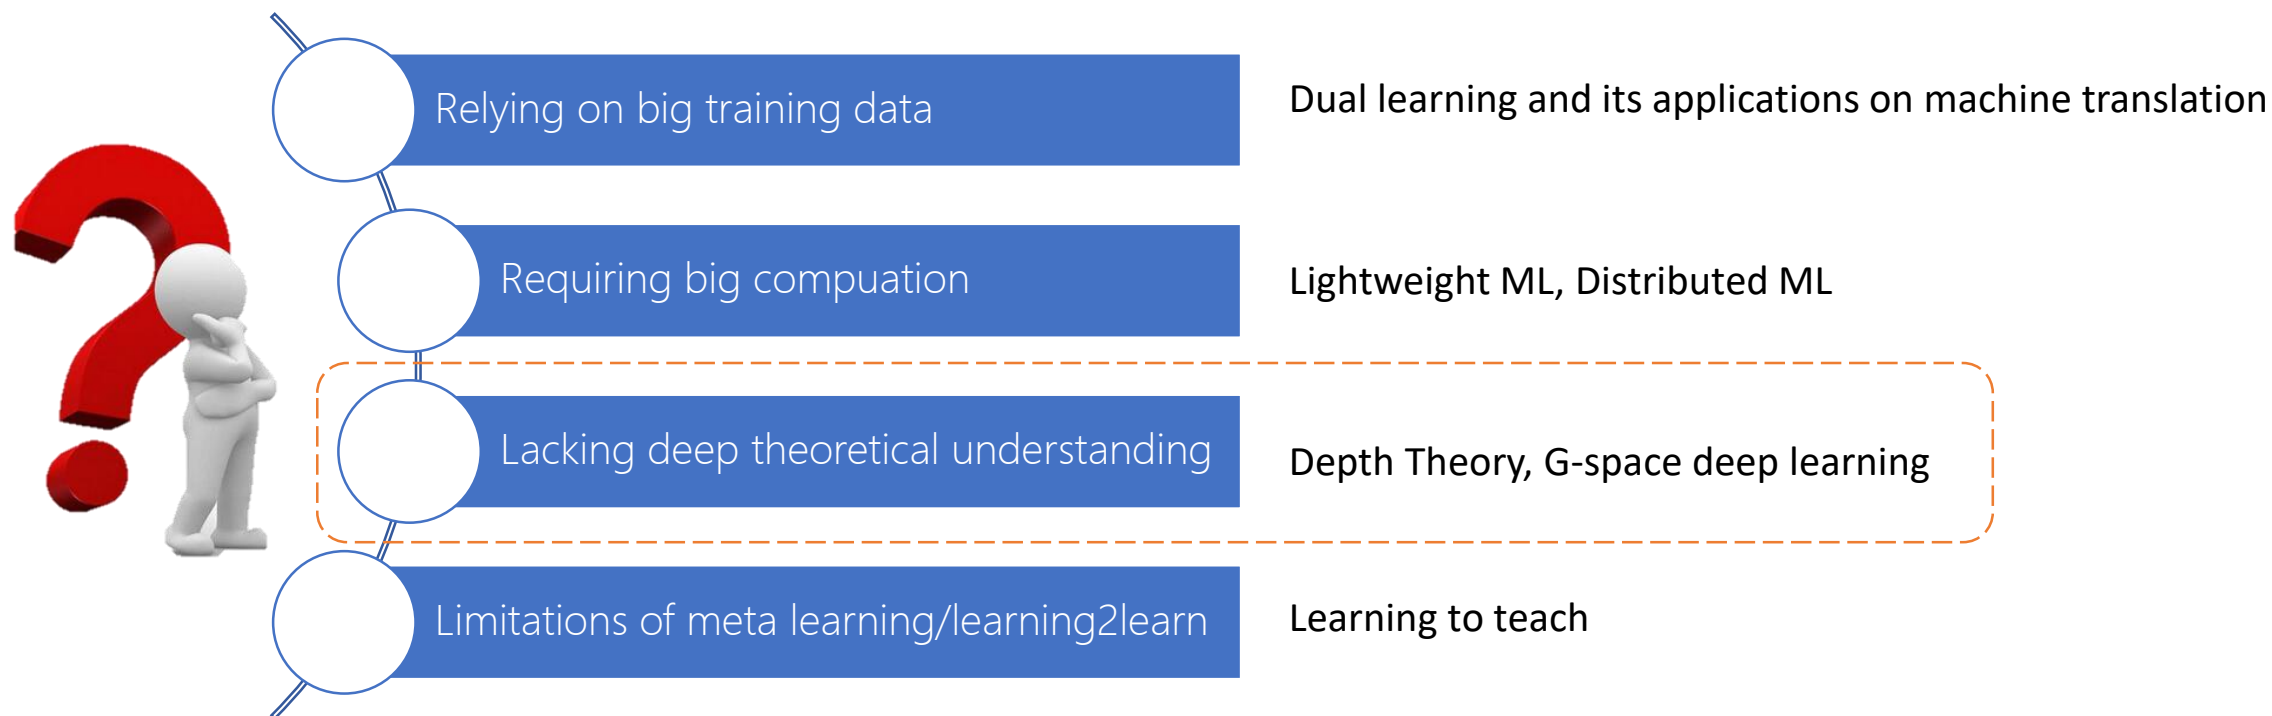 Relying on big training data
Dual learning and its applications on machine translation
Requiring big compuation
Lightweight ML, Distributed ML
Lacking deep theoretical understanding
Depth Theory, G-space deep learning
Limitations of meta learning/learning2learn
Learning to teach